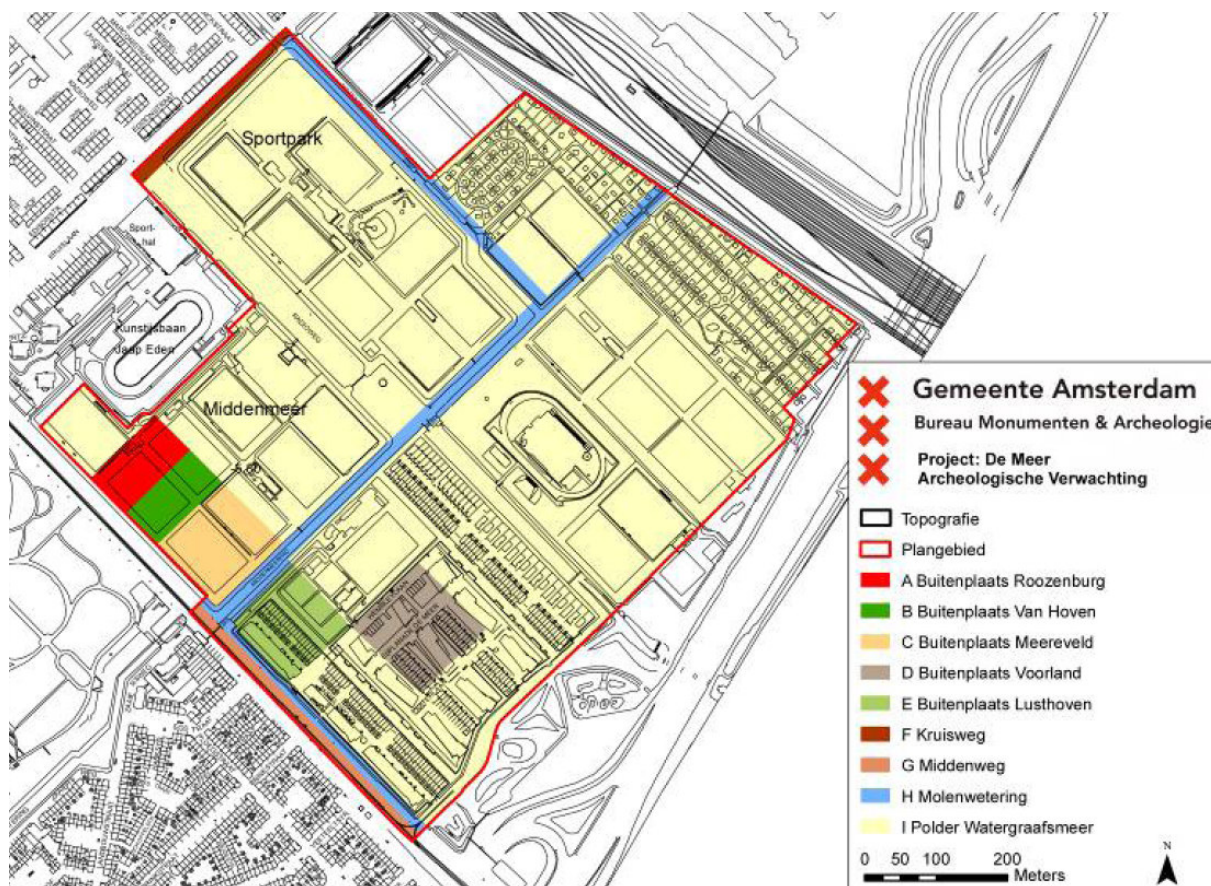 Sportpark
Sport-
hal
Kunstijsbaan
Jaap Eden
RADIOWEG
Middenmeer
Gemeente Amsterdam
Bureau Monumenten & Archeologie
Project: De Meer
Archeologische Verwachting
Topografie
Plangebied
A Buitenplaats Roozenburg
B Buitenplaats Van Hoven
C Buitenplaats Meereveld
D Buitenplaats Voorland
E Buitenplaats Lusthoven
F Kruisweg
G Middenweg
H Molenwetering
I Polder Watergraafsmeer
N
0 50 100 200
Meters